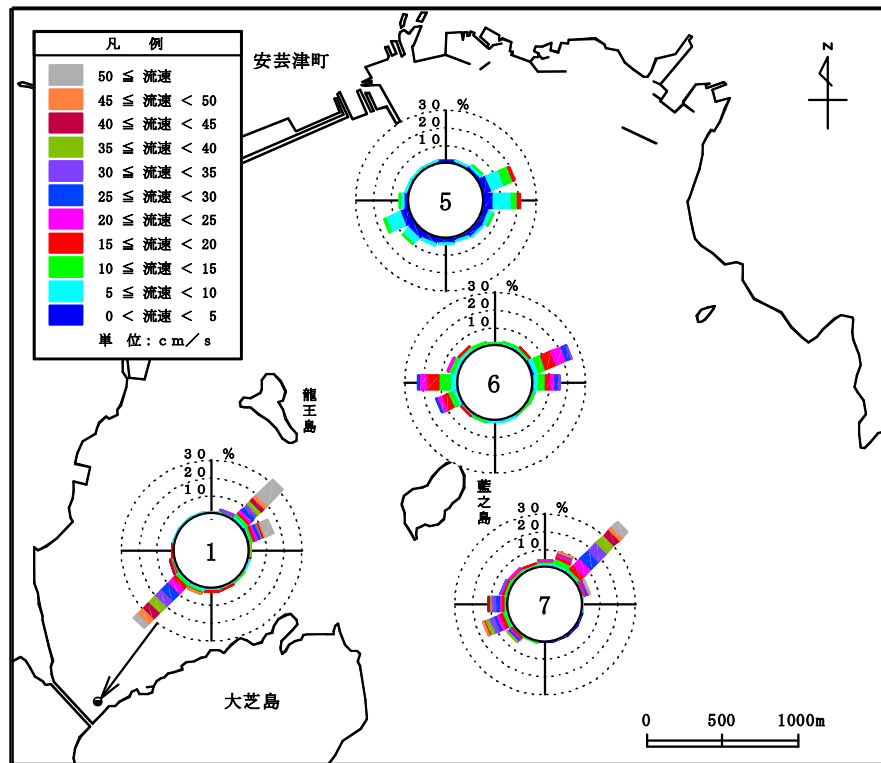 凡 例
50 ≦ 流速
45 ≦ 流速 < 50
40 ≦ 流速 < 45
35 ≦ 流速 < 40
30 ≦ 流速 < 35
25 ≦ 流速 < 30
20 ≦ 流速 < 25
15 ≦ 流速 < 20
10 ≦ 流速 < 15
5 ≦ 流速 < 10
0 < 流速 < 5
単 位: cm/s
安芸津町
N
30 %
20
10
5
30 %
20
10
6
龍王島
藍之島
30 %
20
10
1
30 %
20
10
7
大芝島
0 500 1000m